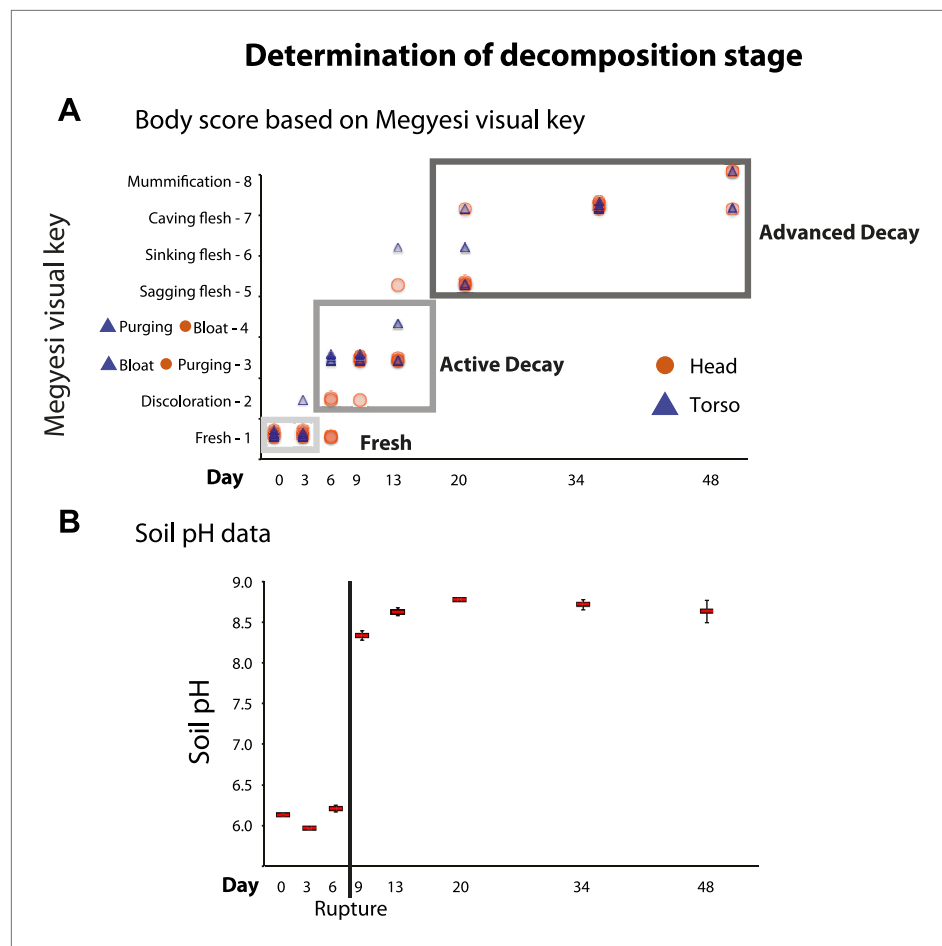 Determination of decomposition stage
A
Body score based on Megyesi visual key
Megyesi visual key
Mummification - 8
Caving flesh - 7
Sinking flesh - 6
Sagging flesh - 5
Purging Bloat - 4
Bloat Purging - 3
Discoloration - 2
Fresh - 1
Advanced Decay
Active Decay
Fresh
Head
Torso
Day 0 3 6 9 13 20 34 48
B
Soil pH data
Soil pH
9.0
8.5
8.0
7.5
7.0
6.5
6.0
Day 0 3 6 9 13 20 34 48
Rupture